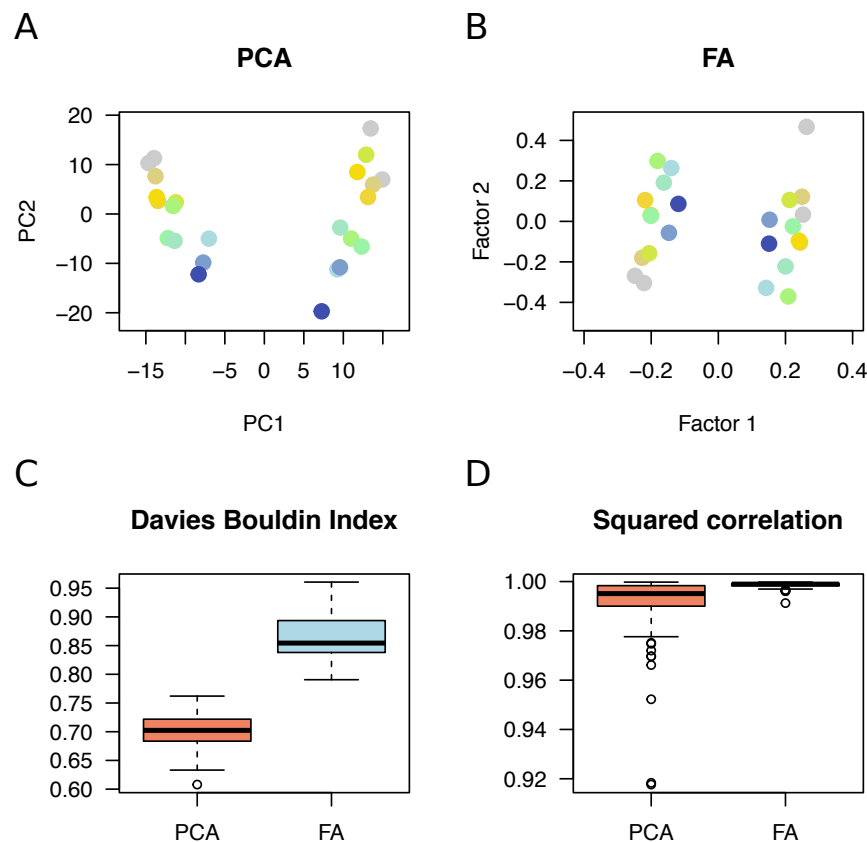 A
PCA
20
10
0
−10
−20
PC2
−15
−5
0
5
10
PC1
B
FA
0.4
0.2
0.0
−0.2
−0.4
Factor 2
−0.4
−0.2
0.0
0.2
0.4
Factor 1
C
Davies Bouldin Index
0.95
0.90
0.85
0.80
0.75
0.70
0.65
0.60
PCA
FA
D
Squared correlation
1.00
0.98
0.96
0.94
0.92
PCA
FA